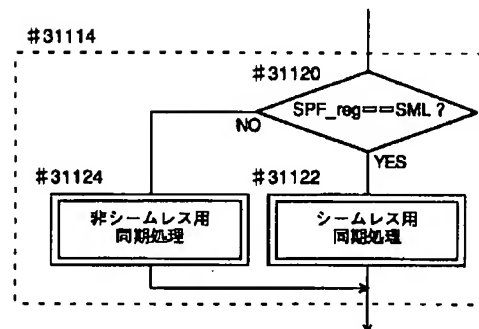 #31114
#31120
SPF_reg==SML ?
NO
YES
#31124
#31122
非シームレス用
同期処理
シームレス用
同期処理